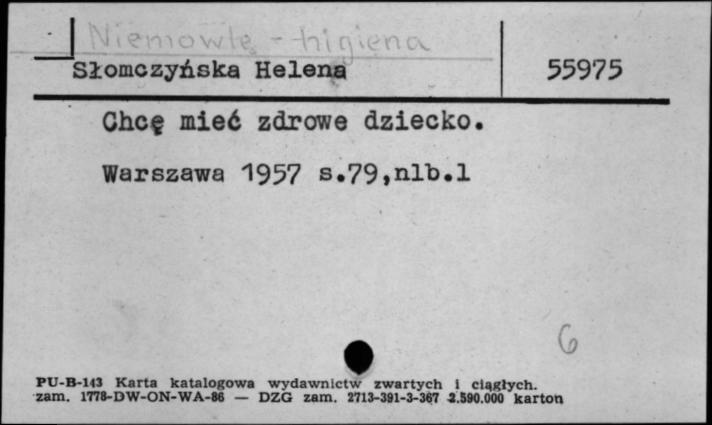 Niemowlę - higiena
Słomczyńska Helena 55975
Chcę mieć zdrowe dziecko.
Warszawa 1957 s.79,nlb.1
6
PU-B-143 Karta katalogowa wydawnictw zwartych i ciągłych.
zam. 1778-DW-ON-WA-86 — DZG zam. 2713-391-3-367 2.590.000 karton